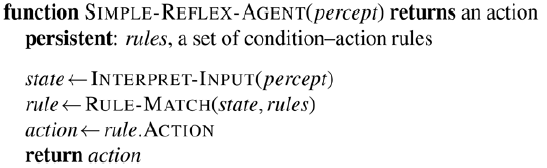 function SIMPLE-REFLEX-AGENT(percept) returns an action
persistent: rules, a set of condition–action rules
state←INTERPRET-INPUT(percept)
rule←RULE-MATCH(state, rules)
action←rule.ACTION
return action